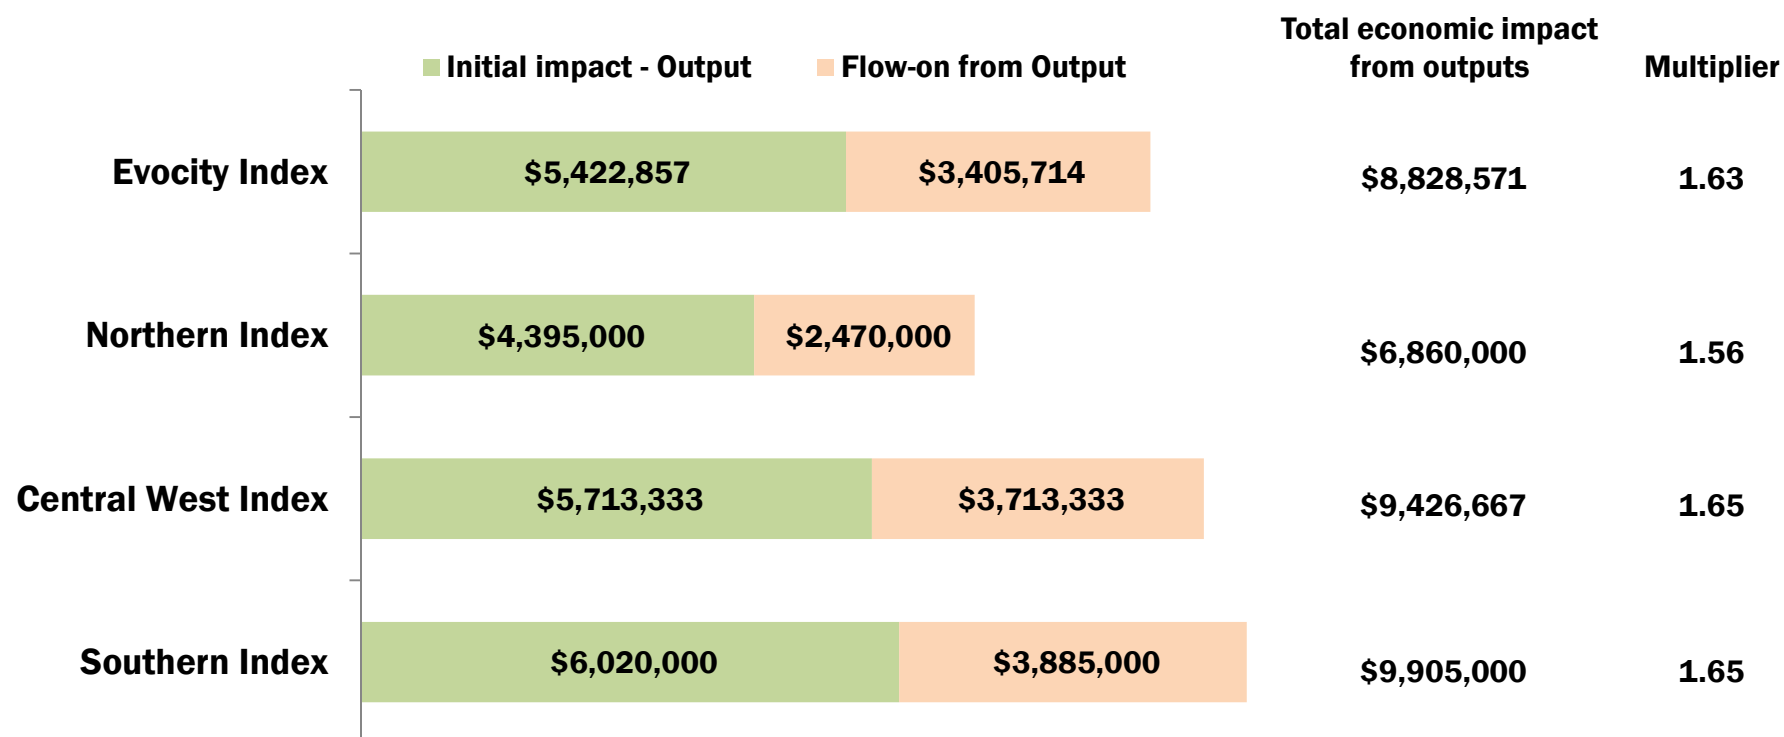 Total economic impact
from outputs
Initial impact - Output
Flow-on from Output
Multiplier
Evocity Index
$5,422,857
$3,405,714
$8,828,571
1.63
Northern Index
$4,395,000
$2,470,000
$6,860,000
1.56
Central West Index
$5,713,333
$3,713,333
$9,426,667
1.65
Southern Index
$6,020,000
$3,885,000
$9,905,000
1.65